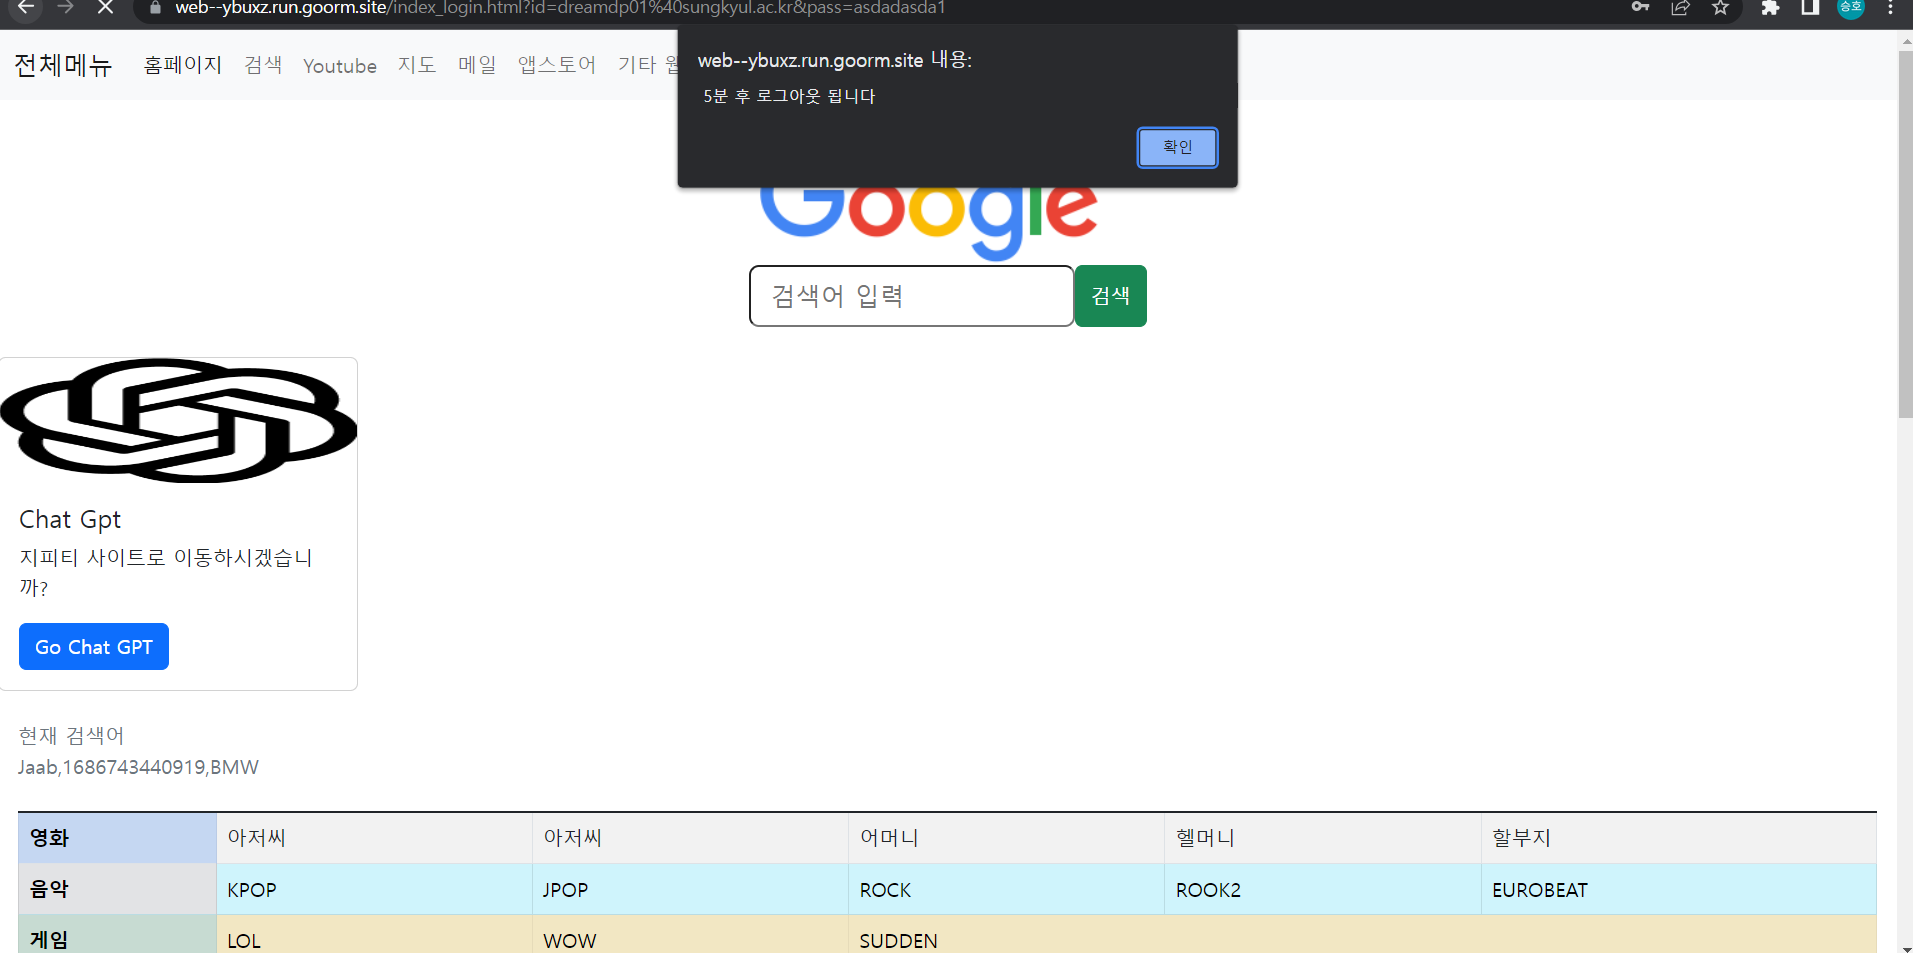 web--ybuxz.run.goorm.site/index_login.html?id=dreamdp01%40sungkyul.ac.kr&pass=asdadasda1
승호
전체메뉴 홈페이지 검색 Youtube 지도 메일 앱스토어 기타 웹
web--ybuxz.run.goorm.site 내용:
5분 후 로그아웃 됩니다
확인
Google
검색어 입력 검색
Chat Gpt
지피티 사이트로 이동하시겠습니
까?
Go Chat GPT
현재 검색어
Jaab,1686743440919,BMW
영화 아저씨 아저씨 어머니 헬머니 할부지
음악 KPOP JPOP ROCK ROOK2 EUROBEAT
게임 LOL WOW SUDDEN